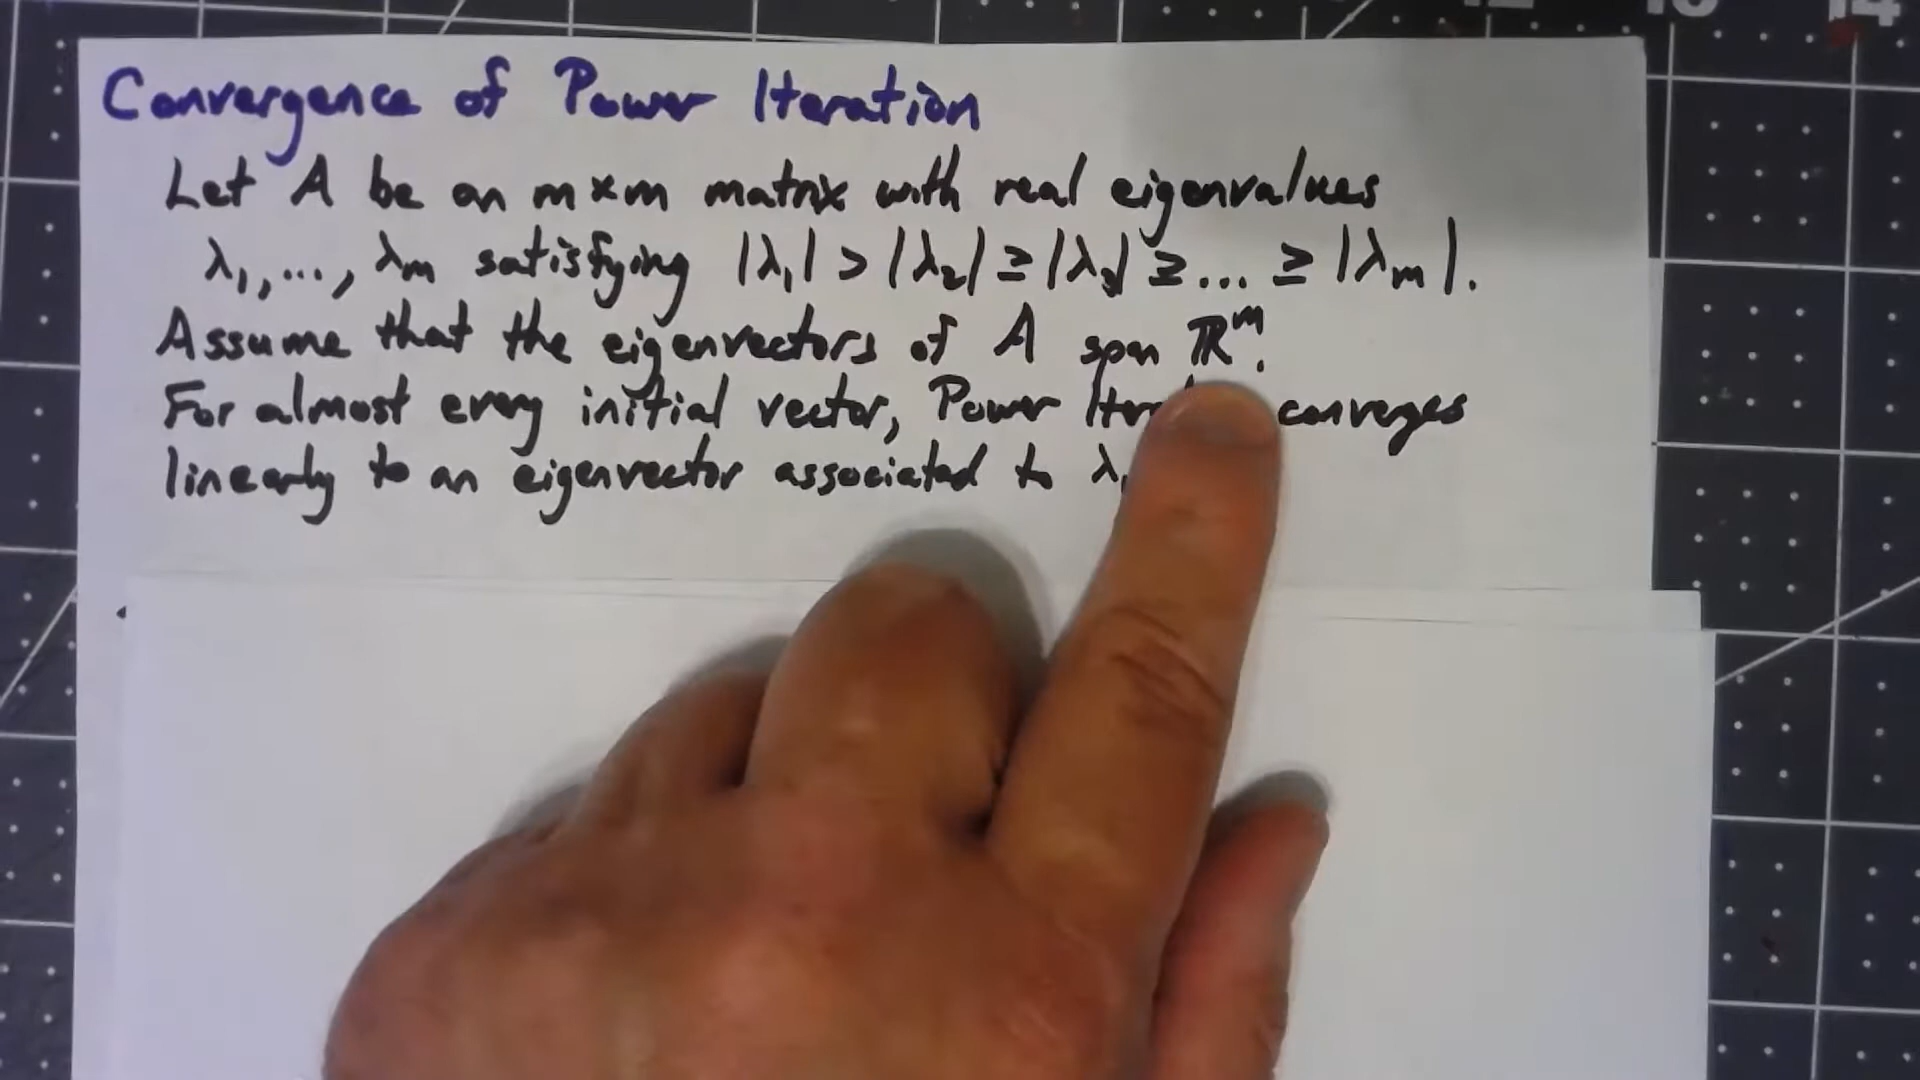 Convergence of Power Iteration
Let A be an m×m matrix with real eigenvalues
λ₁,..., λₘ satisfying |λ₁| > |λ₂| ≥ |λ₃| ≥ ... ≥ |λₘ|.
Assume that the eigenvectors of A span ℝᵐ.
For almost every initial vector, Power converges
linearly to an eigenvector associated to λ₁